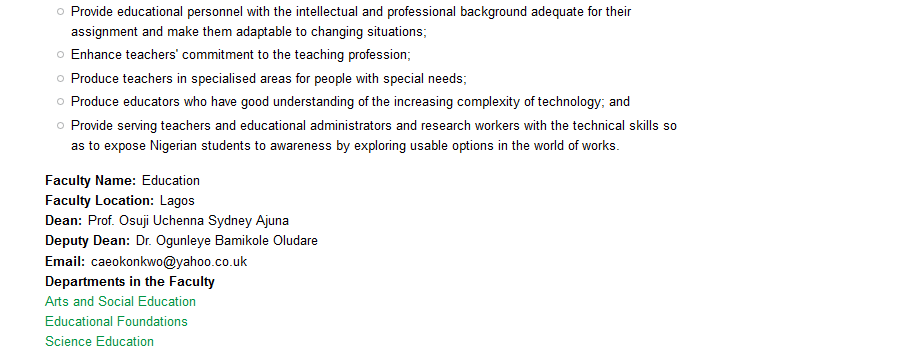 Provide educational personnel with the intellectual and professional background adequate for their
assignment and make them adaptable to changing situations;
Enhance teachers' commitment to the teaching profession;
Produce teachers in specialised areas for people with special needs;
Produce educators who have good understanding of the increasing complexity of technology; and
Provide serving teachers and educational administrators and research workers with the technical skills so
as to expose Nigerian students to awareness by exploring usable options in the world of works.
Faculty Name: Education
Faculty Location: Lagos
Dean: Prof. Osuji Uchenna Sydney Ajuna
Deputy Dean: Dr. Ogunleye Bamikole Oludare
Email: caeokonkwo@yahoo.co.uk
Departments in the Faculty
Arts and Social Education
Educational Foundations
Science Education